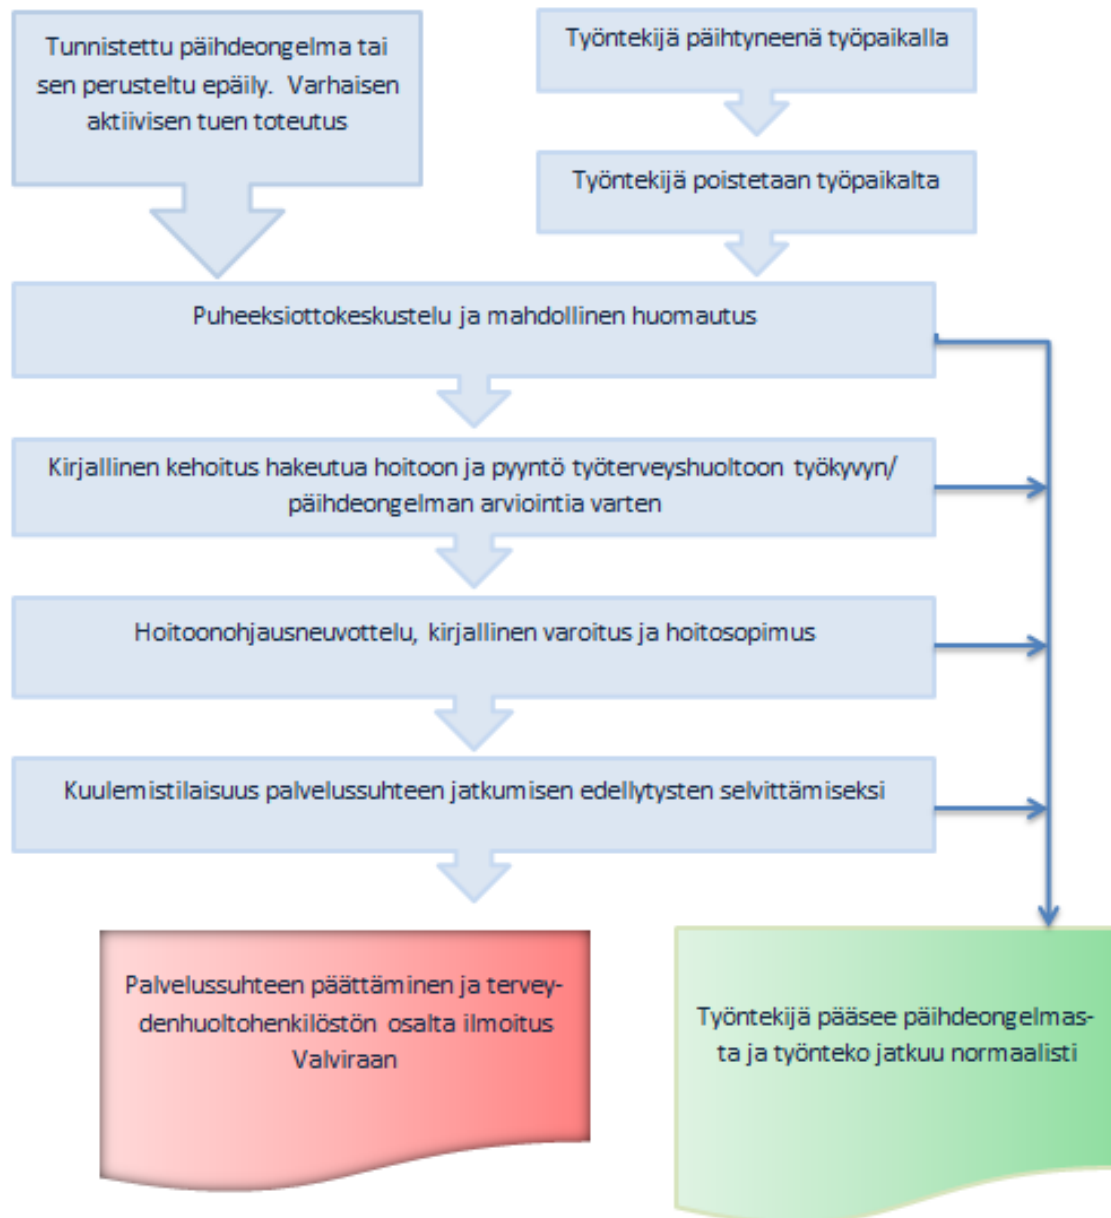 Tunnistettu päihdeongelma tai
sen perusteltu epäily.  Varhaisen
aktiivisen tuen toteutus
Työntekijä päihtyneenä työpaikalla
Työntekijä poistetaan työpaikalta
Puheeksiottokeskustelu ja mahdollinen huomautus
Kirjallinen kehoitus hakeutua hoitoon ja pyyntö työterveyshuoltoon työkyvyn/
päihdeongelman arviointia varten
Hoitoonohjausneuvottelu, kirjallinen varoitus ja hoitosopimus
Kuulemistilaisuus palvelussuhteen jatkumisen edellytysten selvittämiseksi
Palvelussuhteen päättäminen ja tervey-
denhuoltohenkilöstön osalta ilmoitus
Valviraan
Työntekijä pääsee päihdeongelmas-
ta ja työnteko jatkuu normaalisti